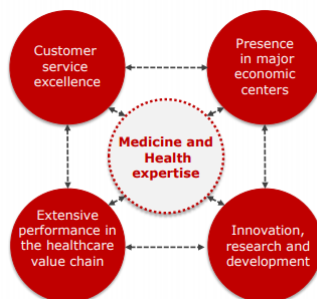 Customer
service
excellence
Presence
in major
economic
centers
Medicine and
Health
expertise
Extensive
performance in
the healthcare
value chain
Innovation,
research and
development